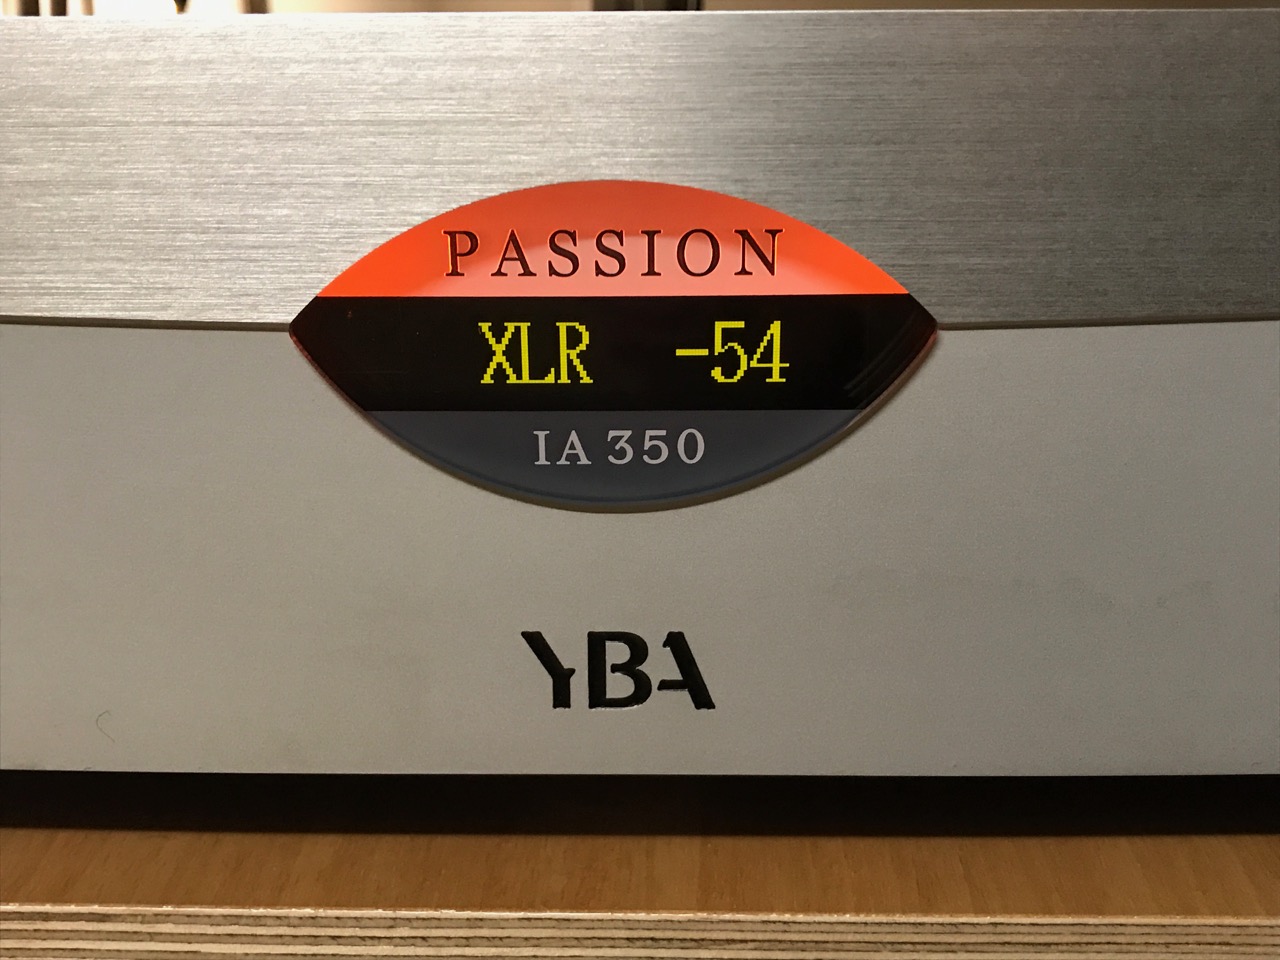 PASSION
XLR -54
IA 350
YBA